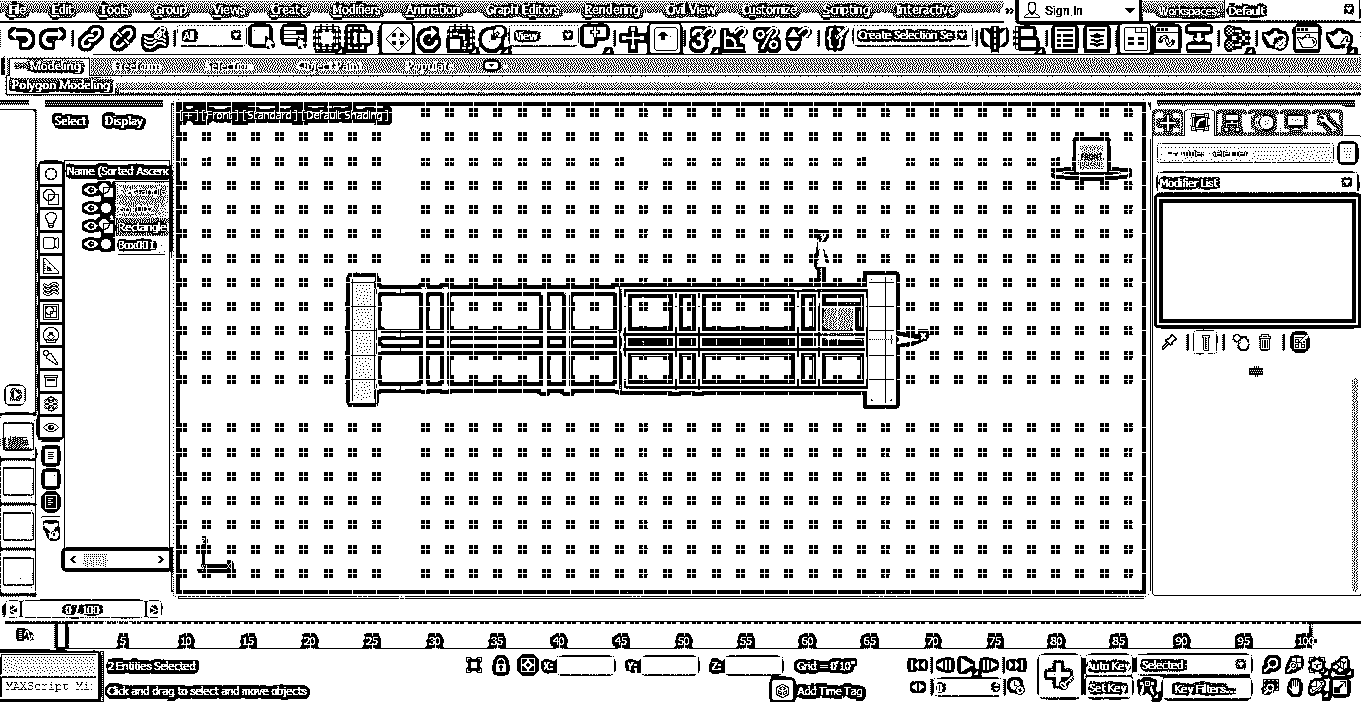 File Edit Tools Group Views Create Modifiers Animation Graph Editors Rendering Civil View Customize Scripting Interactive » Sign In Workspaces: Default
All View Create Selection Se
Modeling Freeform Selection Object Paint Populate
Polygon Modeling
[+] [Front] [Standard] [Default Shading]
Select Display
FRONT
Name (Sorted Ascend
Modifier List
Rectangle
Box001
0 / 100
5 10 15 20 25 30 35 40 45 50 55 60 65 70 75 80 85 90 95 100
2 Entities Selected X: Y: Z: Grid = 0'10" Auto Key Selected
MAXScript Mi
Click and drag to select and move objects Add Time Tag 0 Set Key Key Filters...